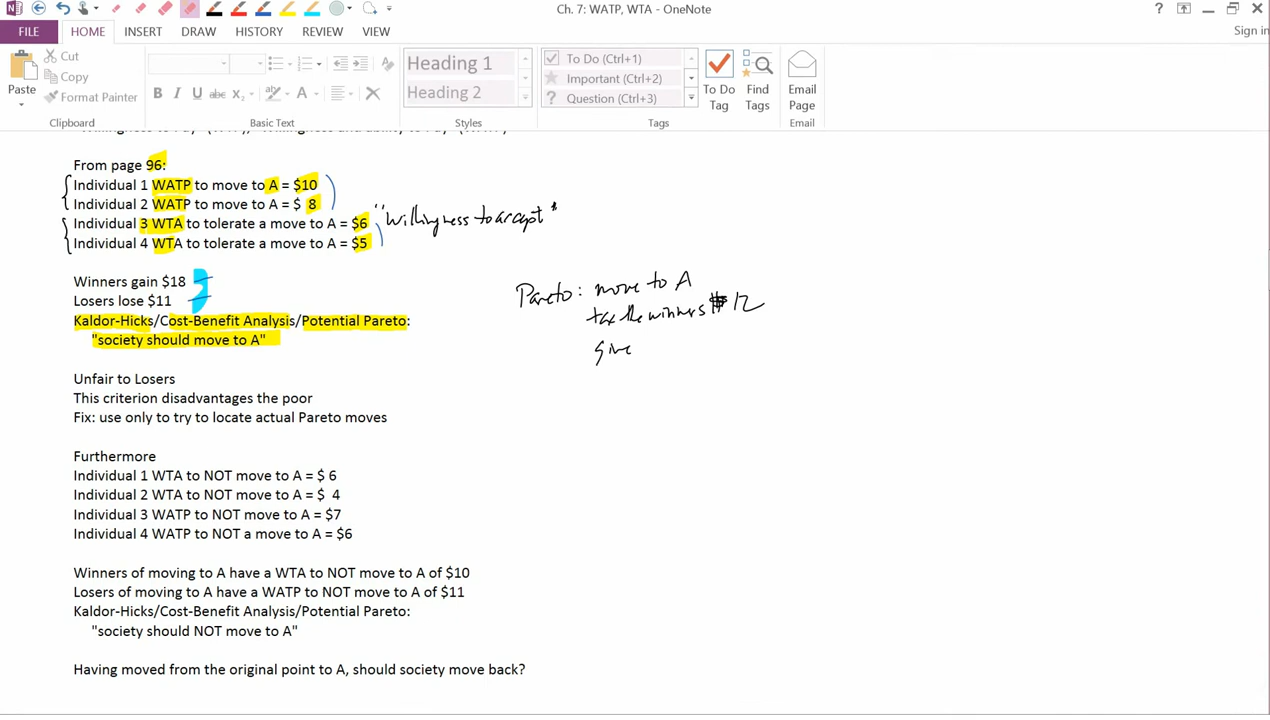 Ch. 7: WATP, WTA - OneNote
Sign in
FILE HOME INSERT DRAW HISTORY REVIEW VIEW
Paste
Cut
Copy
Format Painter
Clipboard
B I U abc x₂ A
Basic Text
Heading 1
Heading 2
Styles
To Do (Ctrl+1)
Important (Ctrl+2)
Question (Ctrl+3)
Tags
To Do Tag
Find Tags
Email Page
Email
From page 96:
Individual 1 WATP to move to A = $10
Individual 2 WATP to move to A = $ 8
Individual 3 WTA to tolerate a move to A = $6
Individual 4 WTA to tolerate a move to A = $5
"willingness to accept"
Winners gain $18
Losers lose $11
Kaldor-Hicks/Cost-Benefit Analysis/Potential Pareto:
"society should move to A"
Pareto: move to A
tax the winners $12
give
Unfair to Losers
This criterion disadvantages the poor
Fix: use only to try to locate actual Pareto moves
Furthermore
Individual 1 WTA to NOT move to A = $ 6
Individual 2 WTA to NOT move to A = $ 4
Individual 3 WATP to NOT move to A = $7
Individual 4 WATP to NOT a move to A = $6
Winners of moving to A have a WTA to NOT move to A of $10
Losers of moving to A have a WATP to NOT move to A of $11
Kaldor-Hicks/Cost-Benefit Analysis/Potential Pareto:
"society should NOT move to A"
Having moved from the original point to A, should society move back?